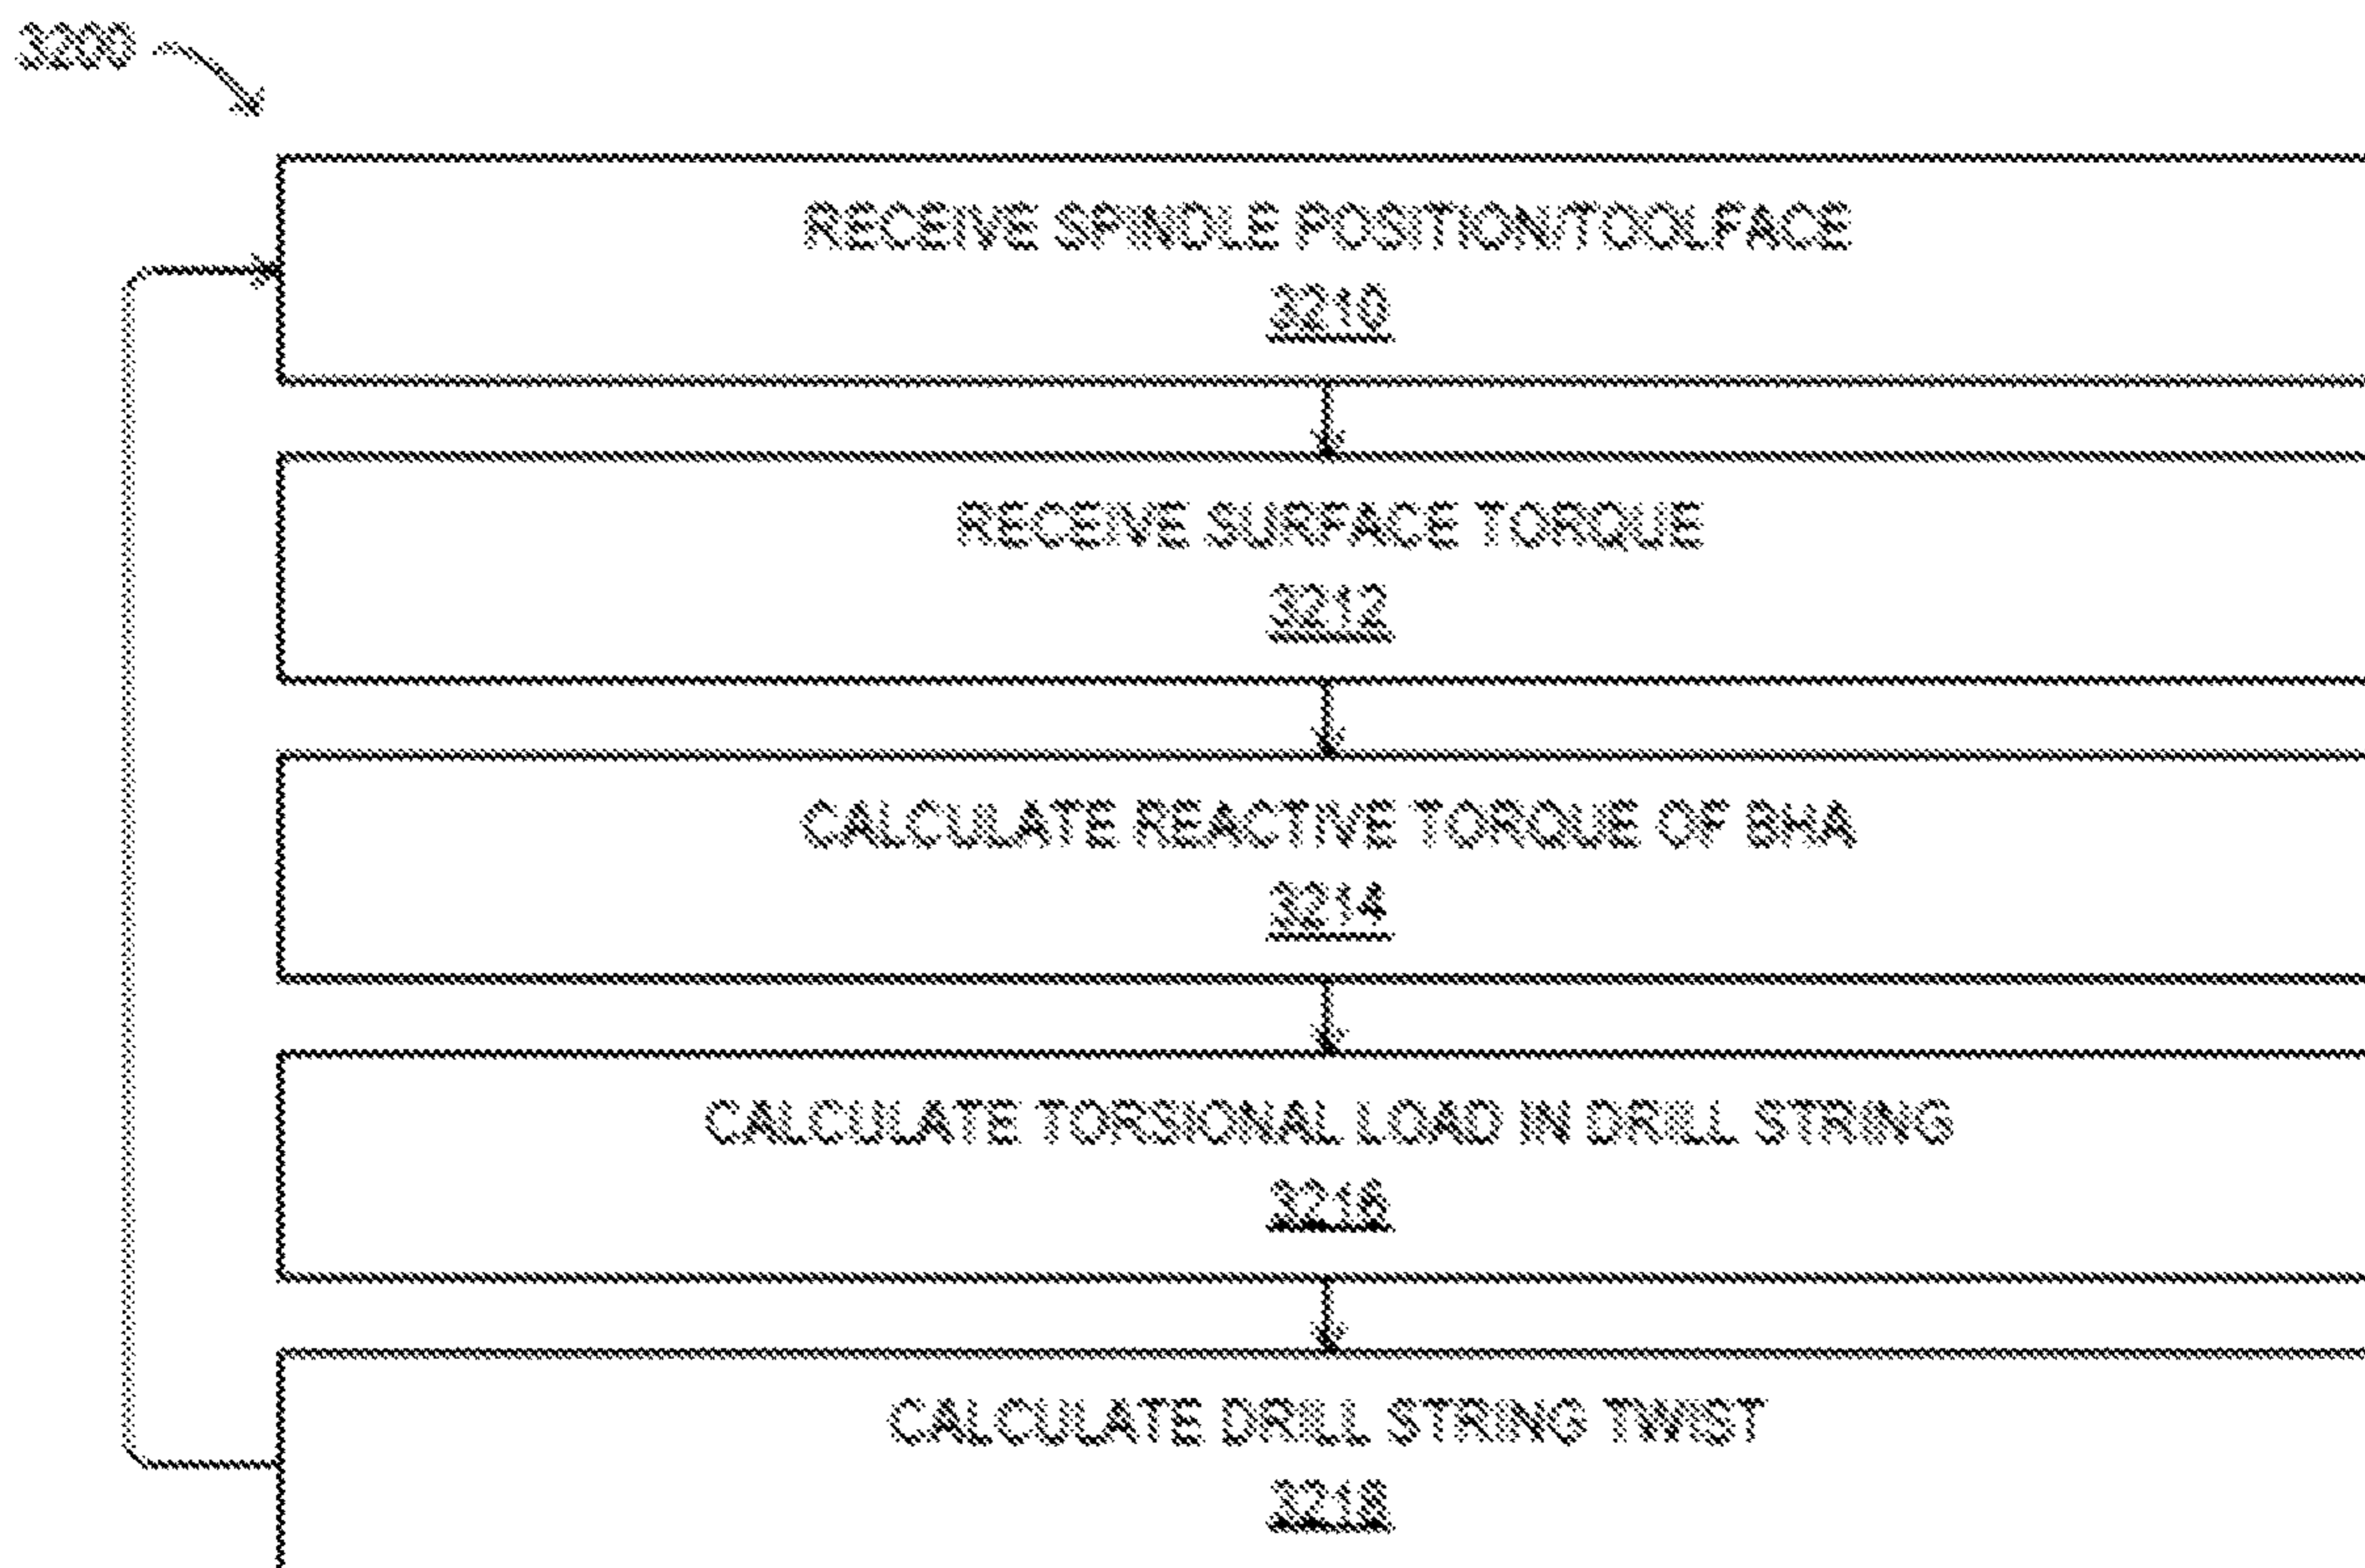 3200
RECEIVE SPINDLE POSITION/TOOLFACE
3210
RECEIVE SURFACE TORQUE
3212
CALCULATE REACTIVE TORQUE OF BHA
3214
CALCULATE TORSIONAL LOAD IN DRILL STRING
3216
CALCULATE DRILL STRING TWIST
3218